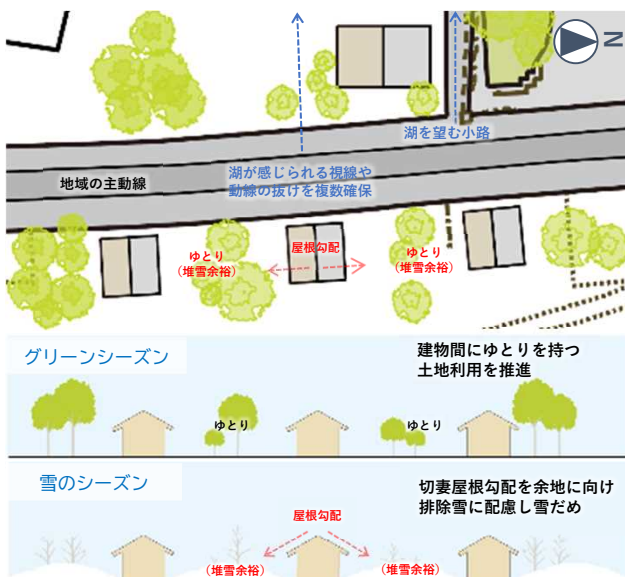 N
湖を望む小路
地域の主動線
湖が感じられる視線や
動線の抜けを複数確保
ゆとり
（堆雪余裕）
屋根勾配
ゆとり
（堆雪余裕）
グリーンシーズン
建物間にゆとりを持つ
土地利用を推進
ゆとり
ゆとり
雪のシーズン
切妻屋根勾配を余地に向け
排除雪に配慮し雪だめ
屋根勾配
（堆雪余裕）
（堆雪余裕）